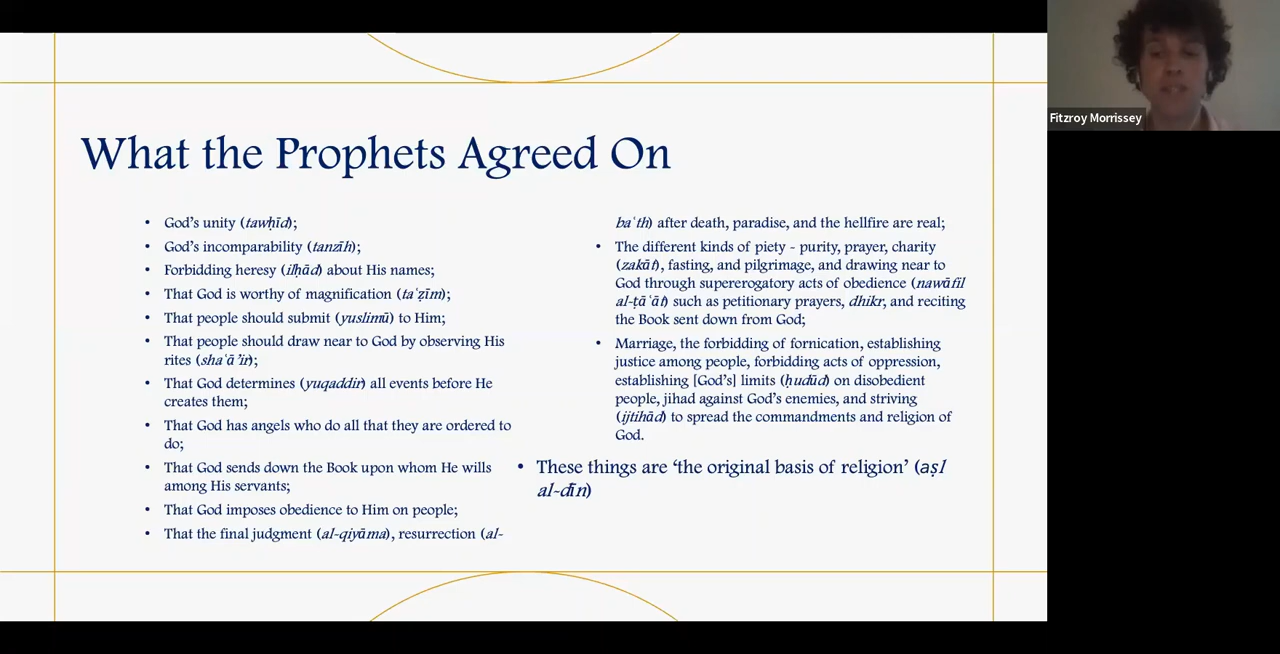 What the Prophets Agreed On
• God's unity (tawḥīd);
• God's incomparability (tanzīh);
• Forbidding heresy (ilḥād) about His names;
• That God is worthy of magnification (taʿẓīm);
• That people should submit (yuslimū) to Him;
• That people should draw near to God by observing His
rites (shaʿāʾir);
• That God determines (yuqaddir) all events before He
creates them;
• That God has angels who do all that they are ordered to
do;
• That God sends down the Book upon whom He wills
among His servants;
• That God imposes obedience to Him on people;
• That the final judgment (al-qiyāma), resurrection (al-
baʿth) after death, paradise, and the hellfire are real;
• The different kinds of piety - purity, prayer, charity
(zakāt), fasting, and pilgrimage, and drawing near to
God through supererogatory acts of obedience (nawāfil
al-ṭāʿāt) such as petitionary prayers, dhikr, and reciting
the Book sent down from God;
• Marriage, the forbidding of fornication, establishing
justice among people, forbidding acts of oppression,
establishing [God's] limits (ḥudūd) on disobedient
people, jihad against God's enemies, and striving
(ijtihād) to spread the commandments and religion of
God.
• These things are 'the original basis of religion' (aṣl
al-dīn)
Fitzroy Morrissey